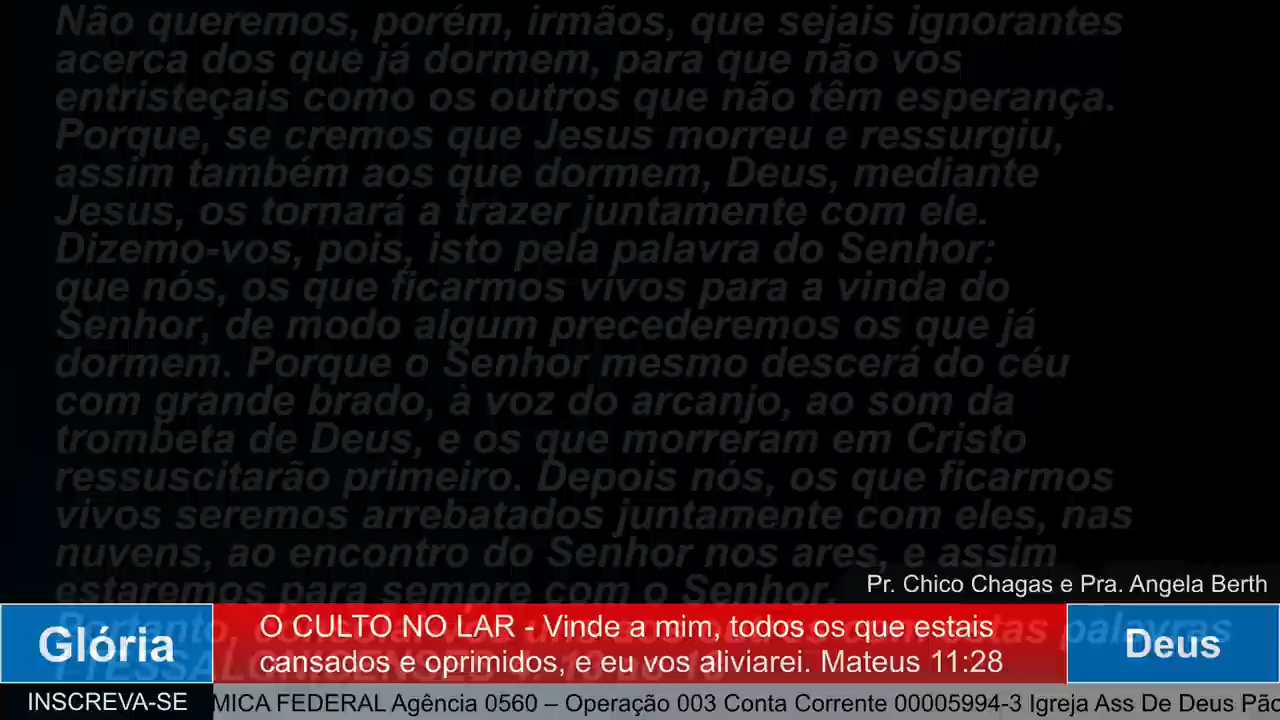 Não queremos, porém, irmãos, que sejais ignorantes
acerca dos que já dormem, para que não vos
entristeçais como os outros que não têm esperança.
Porque, se cremos que Jesus morreu e ressurgiu,
assim também aos que dormem, Deus, mediante
Jesus, os tornará a trazer juntamente com ele.
Dizemo-vos, pois, isto pela palavra do Senhor:
que nós, os que ficarmos vivos para a vinda do
Senhor, de modo algum precederemos os que já
dormem. Porque o Senhor mesmo descerá do céu
com grande brado, à voz do arcanjo, ao som da
trombeta de Deus, e os que morreram em Cristo
ressuscitarão primeiro. Depois nós, os que ficarmos
vivos seremos arrebatados juntamente com eles, nas
nuvens, ao encontro do Senhor nos ares, e assim
estaremos para sempre com o Senhor.
Pr. Chico Chagas e Pra. Angela Berth
Portanto, palavras
Glória
O CULTO NO LAR - Vinde a mim, todos os que estais
cansados e oprimidos, e eu vos aliviarei. Mateus 11:28
Deus
INSCREVA-SE
MICA FEDERAL Agência 0560 – Operação 003 Conta Corrente 00005994-3 Igreja Ass De Deus Pão